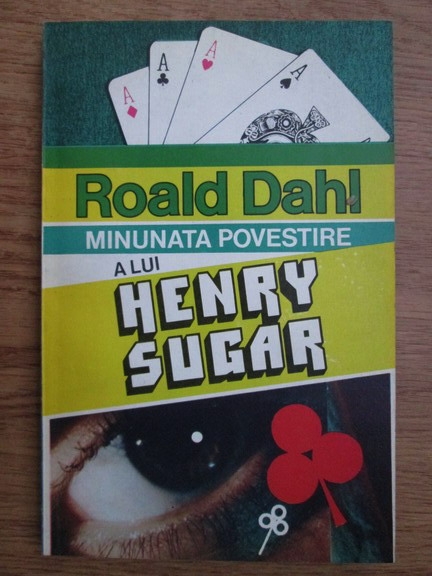 A
A
A
A
Roald Dahl
MINUNATA POVESTIRE
A LUI
HENRY
SUGAR